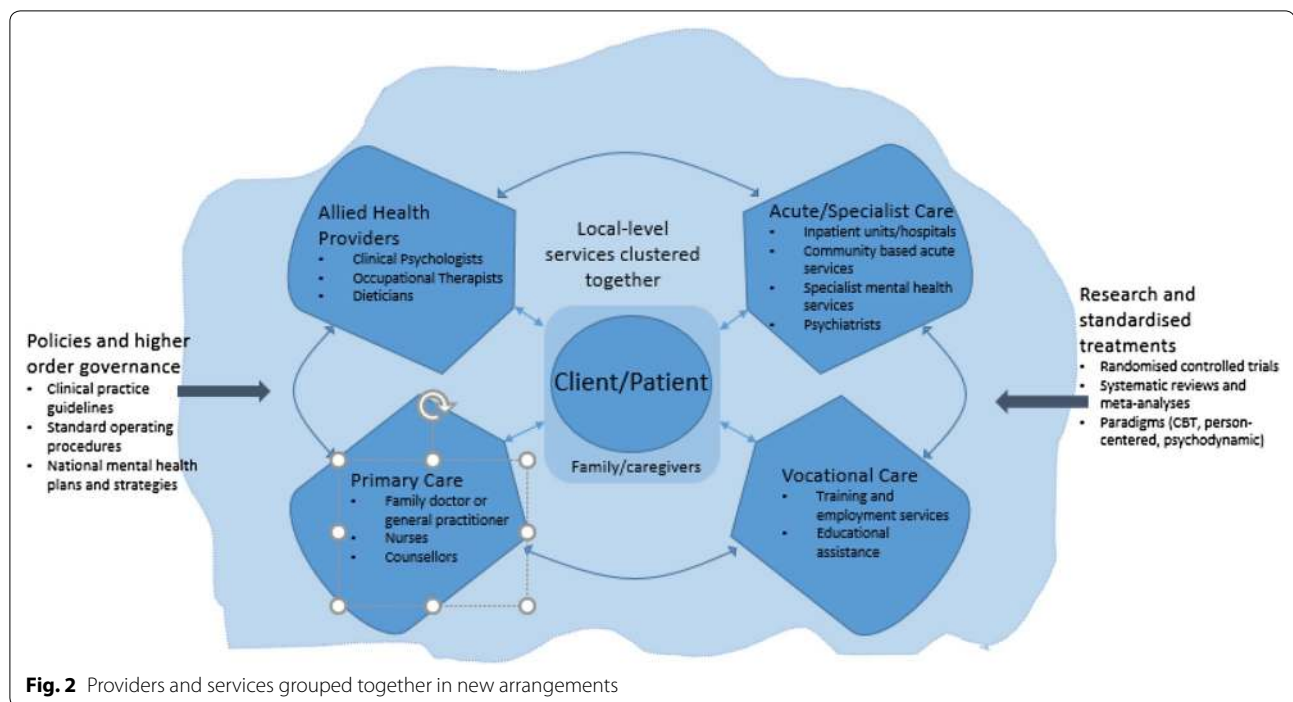 Allied Health
Providers
• Clinical Psychologists
• Occupational Therapists
• Dieticians
Local-level
services clustered
together
Acute/Specialist Care
• Inpatient units/hospitals
• Community based acute
services
• Specialist mental health
services
• Psychiatrists
Policies and higher
order governance
• Clinical practice
guidelines
• Standard operating
procedures
• National mental health
plans and strategies
Client/Patient
Family/caregivers
Research and
standardised
treatments
• Randomised controlled trials
• Systematic reviews and
meta-analyses
• Paradigms (CBT, person-
centered, psychodynamic)
Primary Care
• Family doctor or
general practitioner
• Nurses
• Counsellors
Vocational Care
• Training and
employment services
• Educational
assistance
Fig. 2 Providers and services grouped together in new arrangements